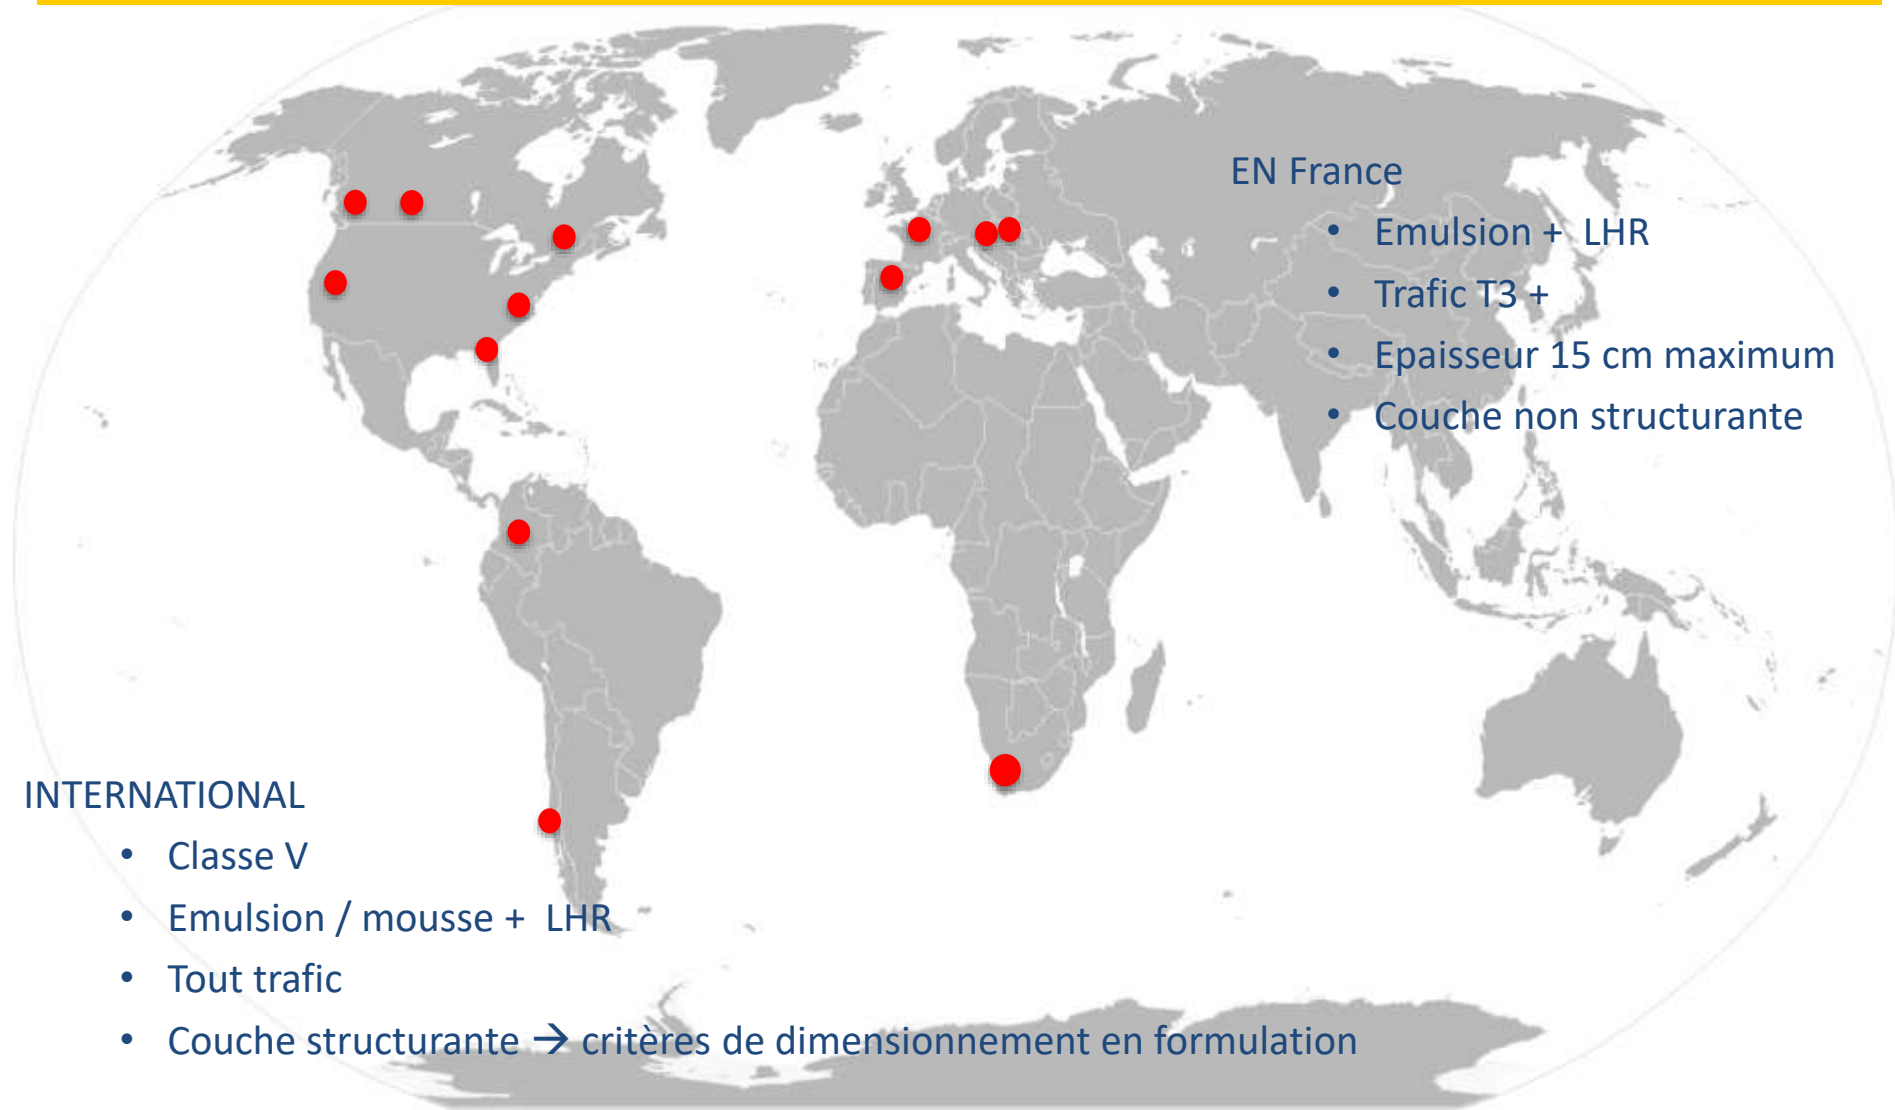 EN France
• Emulsion + LHR
• Trafic T3 +
• Epaisseur 15 cm maximum
• Couche non structurante
INTERNATIONAL
• Classe V
• Emulsion / mousse + LHR
• Tout trafic
• Couche structurante → critères de dimensionnement en formulation